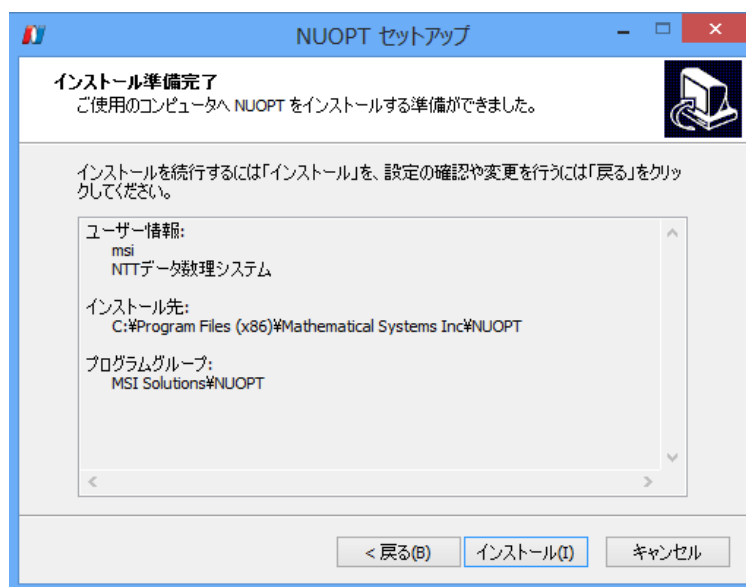 NUOPT セットアップ
インストール準備完了
ご使用のコンピュータへ NUOPT をインストールする準備ができました。
インストールを続行するには「インストール」を、設定の確認や変更を行うには「戻る」をクリッ
クしてください。
ユーザー情報:
msi
NTTデータ数理システム
インストール先:
C:¥Program Files (x86)¥Mathematical Systems Inc¥NUOPT
プログラムグループ:
MSI Solutions¥NUOPT
< 戻る(B)
インストール(I)
キャンセル